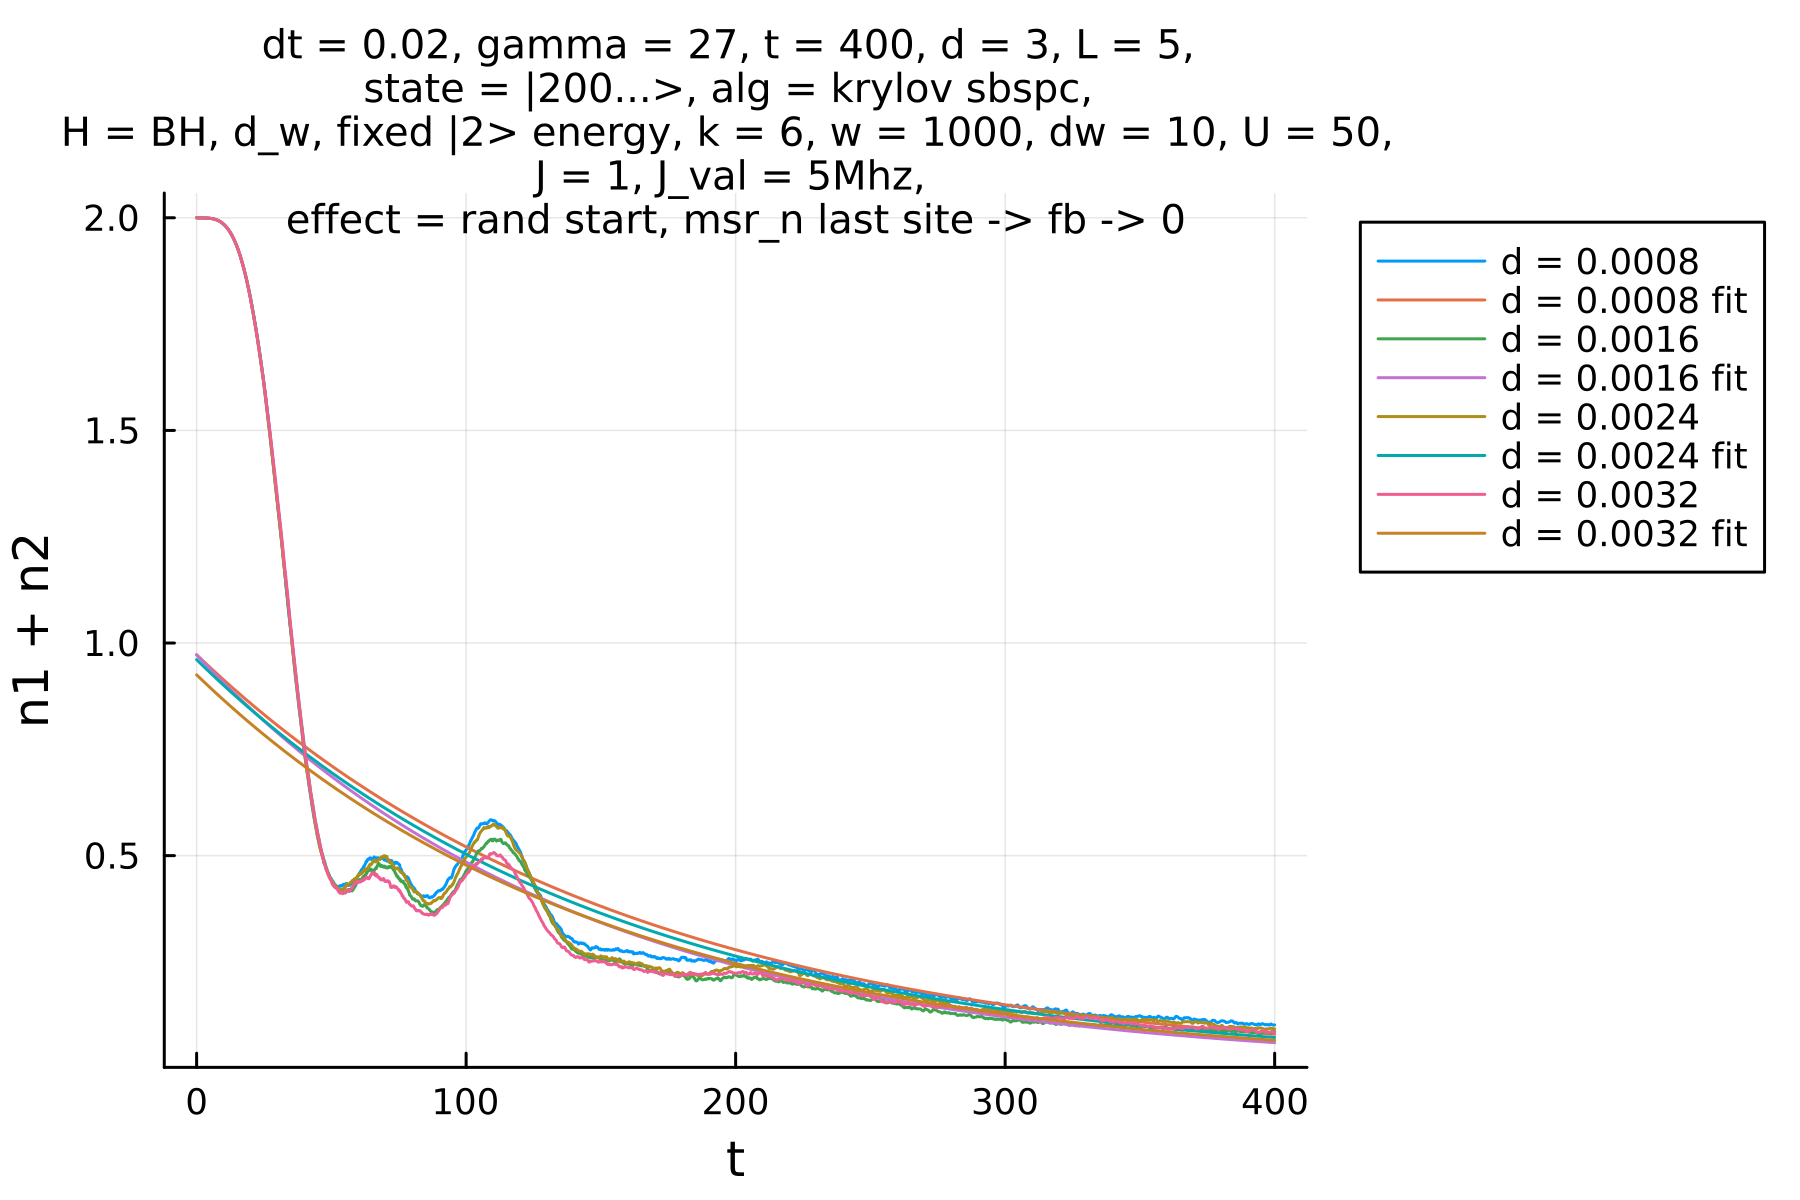 dt = 0.02, gamma = 27, t = 400, d = 3, L = 5,
state = |200...>, alg = krylov sbspc,
H = BH, d_w, fixed |2> energy, k = 6, w = 1000, dw = 10, U = 50,
J = 1, J_val = 5Mhz,
effect = rand start, msr_n last site -> fb -> 0
2.0
1.5
1.0
0.5
n1 + n2
0
100
200
300
400
t
d = 0.0008
d = 0.0008 fit
d = 0.0016
d = 0.0016 fit
d = 0.0024
d = 0.0024 fit
d = 0.0032
d = 0.0032 fit